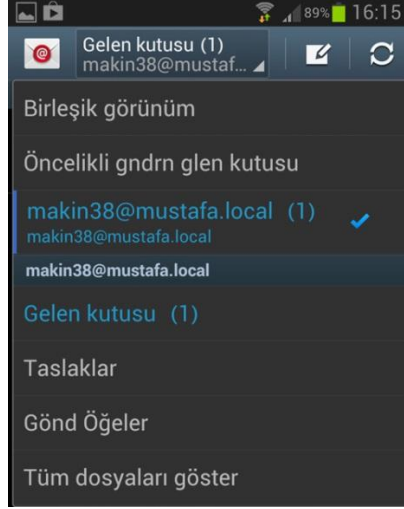 89% 16:15
Gelen kutusu (1)
makin38@mustaf...
Birleşik görünüm
Öncelikli gndrn glen kutusu
makin38@mustafa.local (1)
makin38@mustafa.local
makin38@mustafa.local
Gelen kutusu (1)
Taslaklar
Gönd Öğeler
Tüm dosyaları göster